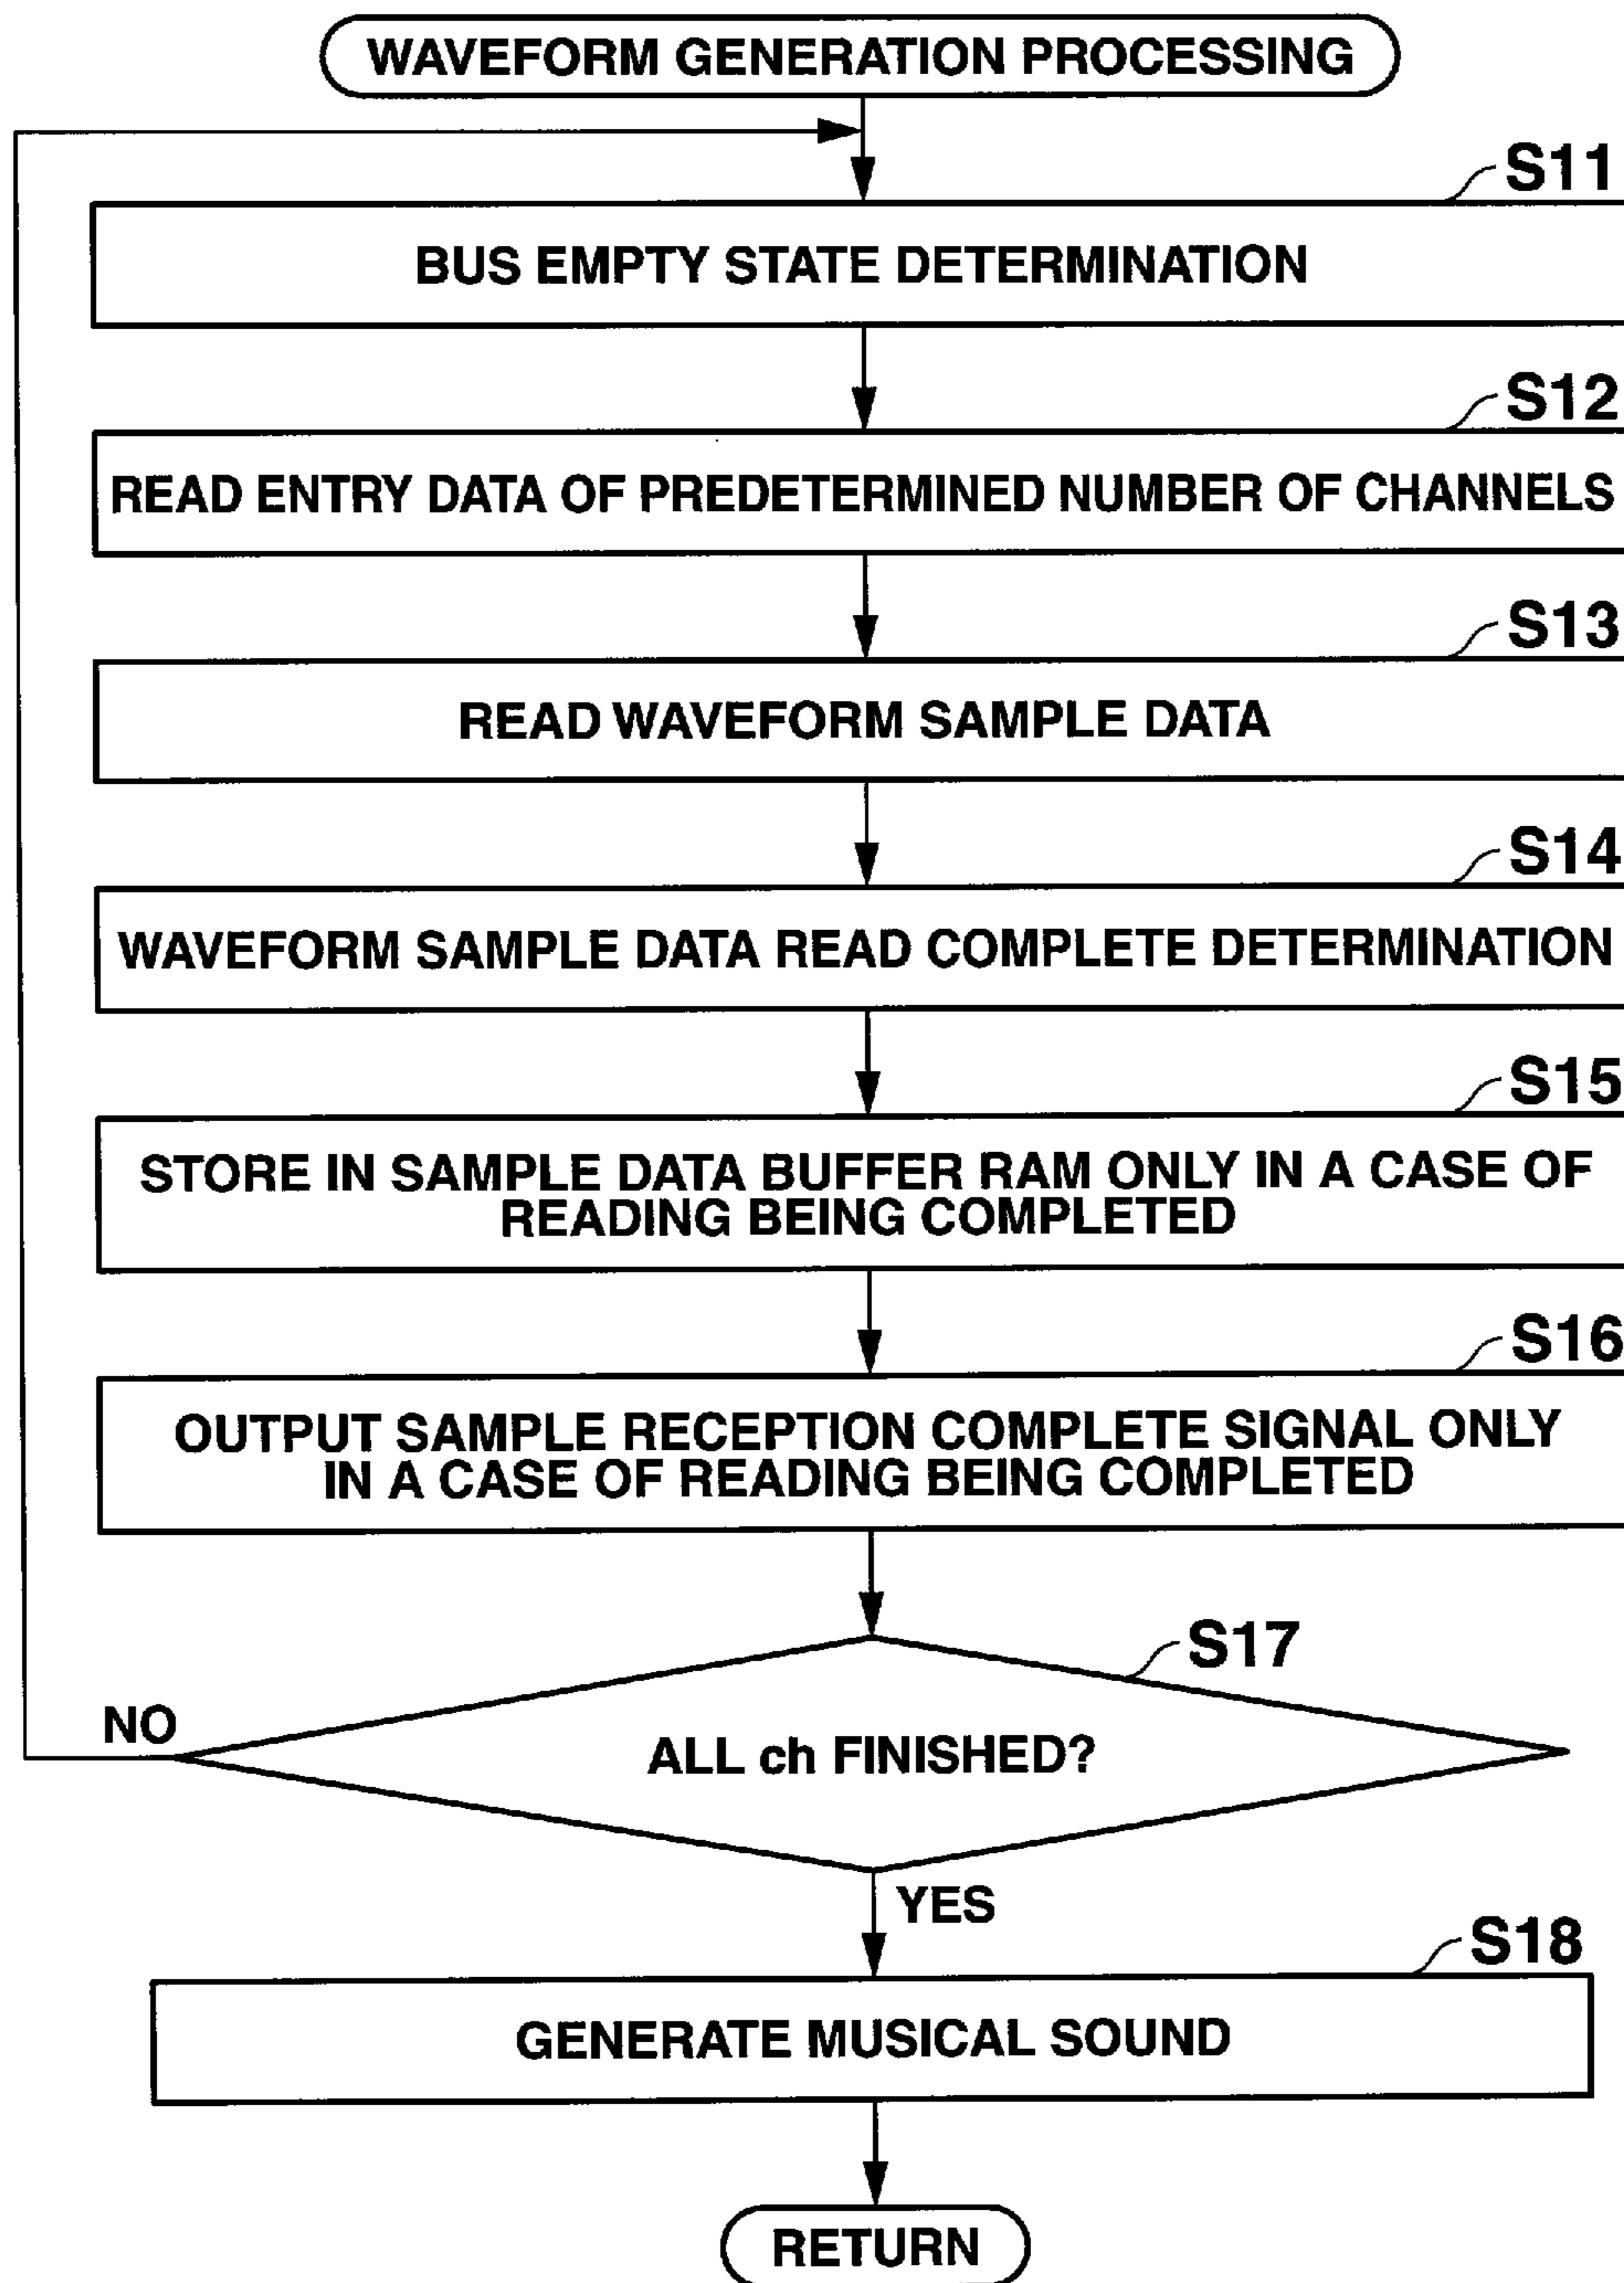 WAVEFORM GENERATION PROCESSING
S11
BUS EMPTY STATE DETERMINATION
S12
READ ENTRY DATA OF PREDETERMINED NUMBER OF CHANNELS
S13
READ WAVEFORM SAMPLE DATA
S14
WAVEFORM SAMPLE DATA READ COMPLETE DETERMINATION
S15
STORE IN SAMPLE DATA BUFFER RAM ONLY IN A CASE OF
READING BEING COMPLETED
S16
OUTPUT SAMPLE RECEPTION COMPLETE SIGNAL ONLY
IN A CASE OF READING BEING COMPLETED
S17
NO
ALL ch FINISHED?
YES
S18
GENERATE MUSICAL SOUND
RETURN